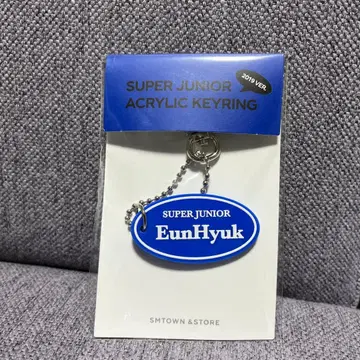 SUPER JUNIOR
2019 VER.
ACRYLIC KEYRING
SUPER JUNIOR
EunHyuk
SMTOWN &STORE